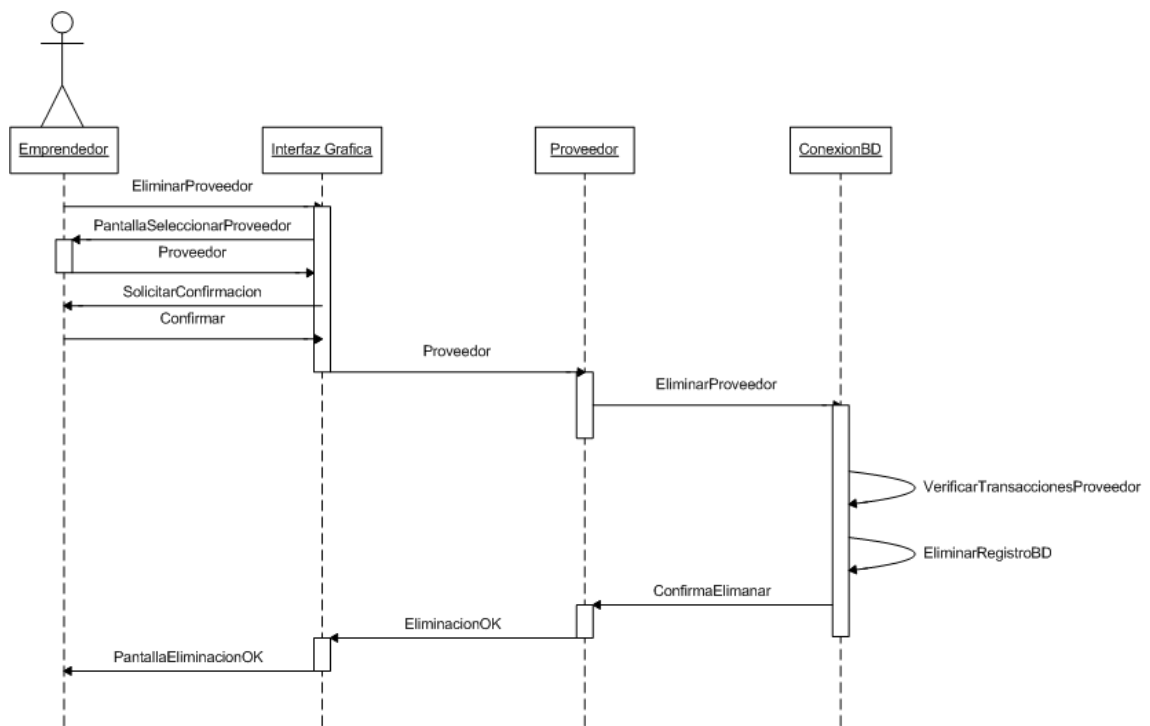 Emprendedor
Interfaz Grafica
Proveedor
ConexionBD
EliminarProveedor
PantallaSeleccionarProveedor
Proveedor
SolicitarConfirmacion
Confirmar
Proveedor
EliminarProveedor
VerificarTransaccionesProveedor
EliminarRegistroBD
ConfirmaElimanar
EliminacionOK
PantallaEliminacionOK